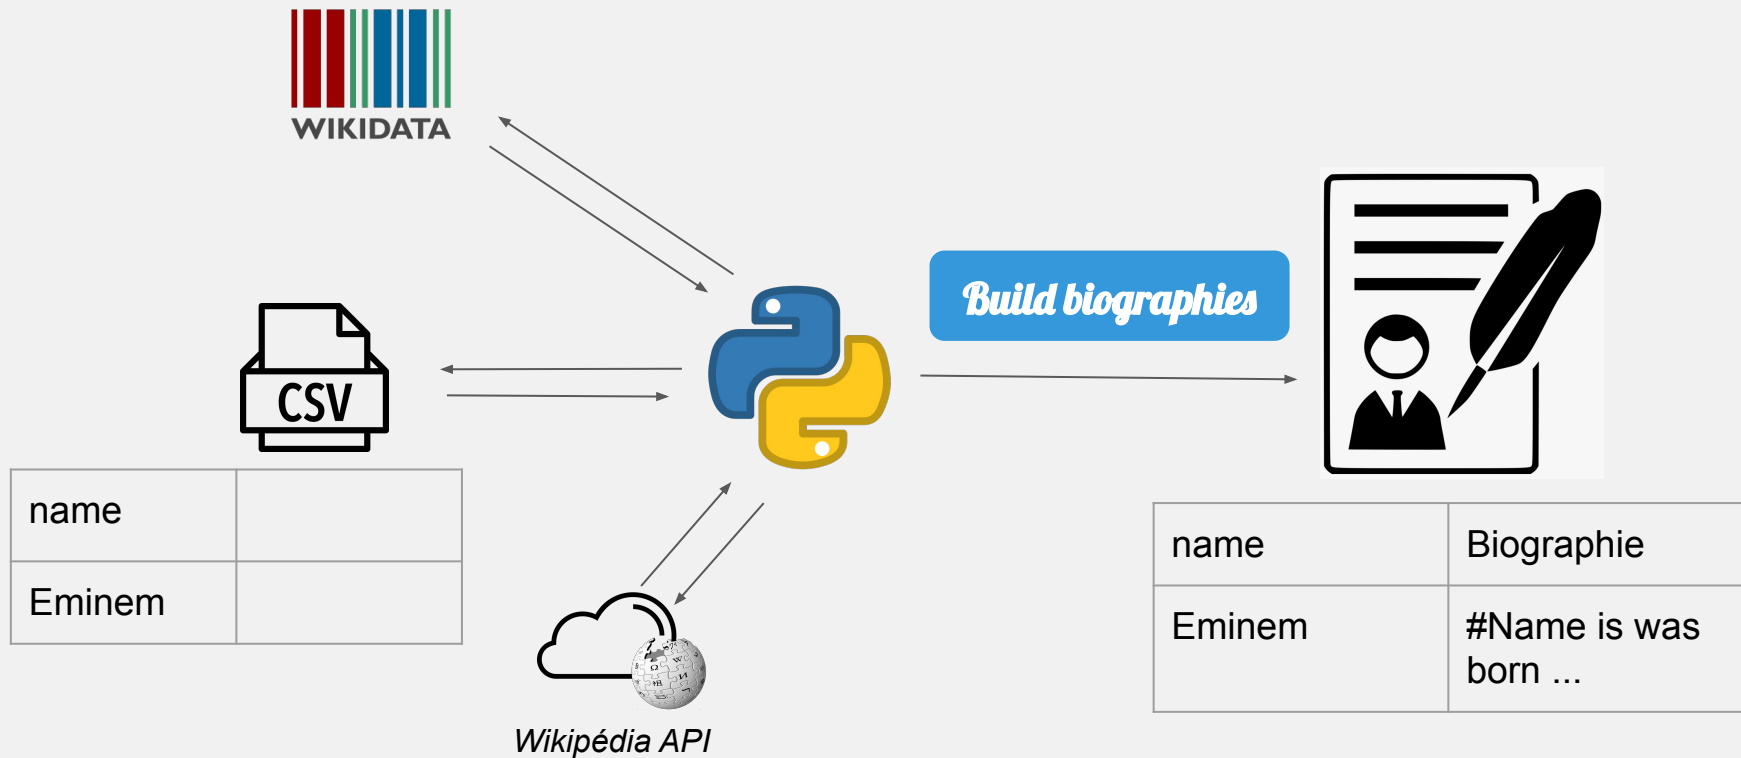 WIKIDATA
Build biographies
CSV
name
Eminem
name
Biographie
Eminem
#Name is was
born ...
Wikipédia API